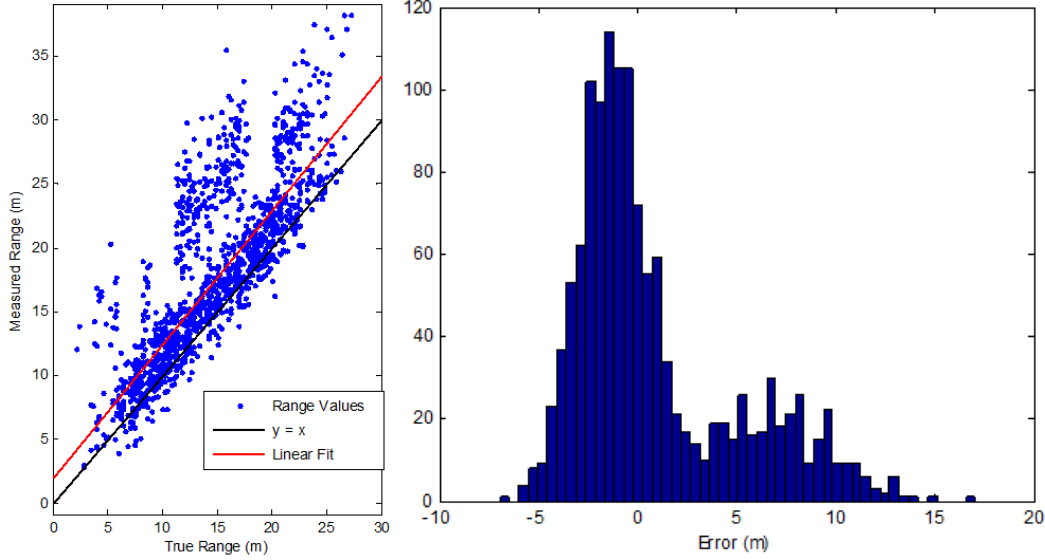 35
30
25
20
15
10
5
0
Measured Range (m)
0 5 10 15 20 25 30
True Range (m)
Range Values
y = x
Linear Fit
120
100
80
60
40
20
0
-10 -5 0 5 10 15 20
Error (m)